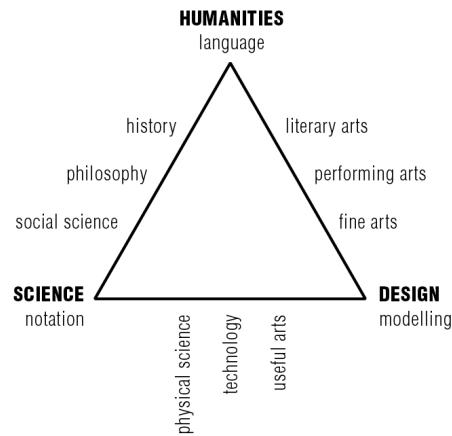 HUMANITIES
language
history
literary arts
philosophy
performing arts
social science
fine arts
SCIENCE
notation
DESIGN
modelling
physical science
technology
useful arts